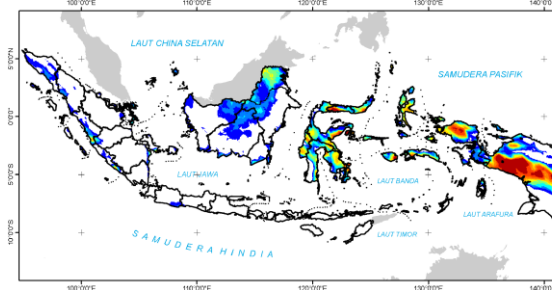 100°0'0"E 110°0'0"E 120°0'0"E 130°0'0"E 140°0'0"
LAUT CHINA SELATAN
SAMUDERA PASIFIK
5°0'0"N
0°0'0"
LAUT JAWA
LAUT BANDA
5°0'0"S
LAUT ARAFURA
10°0'0"S
SAMUDERA HINDIA
LAUT TIMOR
100°0'0"E 110°0'0"E 120°0'0"E 130°0'0"E 140°0'0"